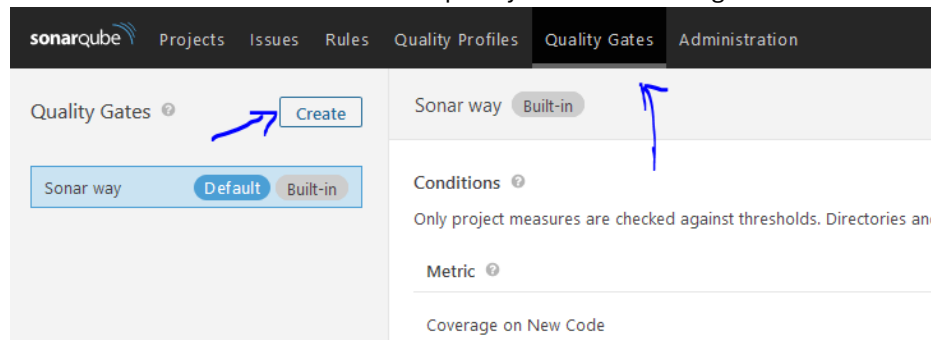 sonarqube Projects Issues Rules Quality Profiles Quality Gates Administration
Quality Gates Create
Sonar way Built-in
Sonar way Default Built-in
Conditions
Only project measures are checked against thresholds. Directories an
Metric
Coverage on New Code